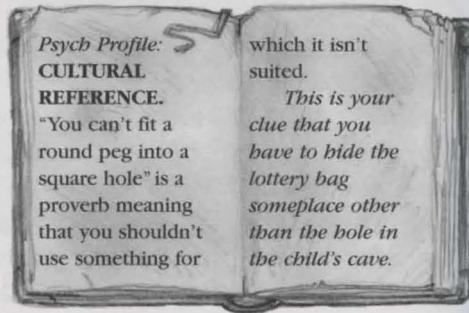 Psych Profile:
CULTURAL
REFERENCE.
"You can't fit a
round peg into a
square hole" is a
proverb meaning
that you shouldn't
use something for
which it isn't
suited.
This is your
clue that you
have to hide the
lottery bag
someplace other
than the hole in
the child's cave.